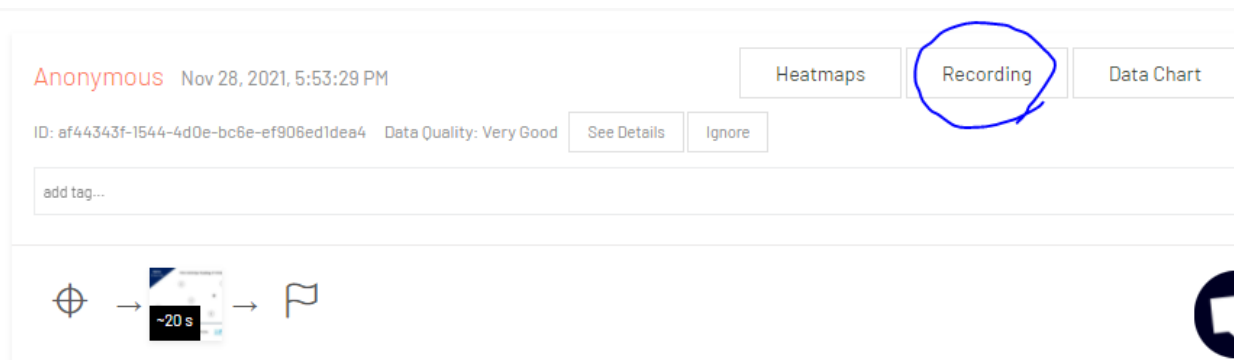 Anonymous Nov 28, 2021, 5:53:29 PM Heatmaps Recording Data Chart
ID: af44343f-1544-4d0e-bc6e-ef906ed1dea4 Data Quality: Very Good See Details Ignore
add tag...
~20 s